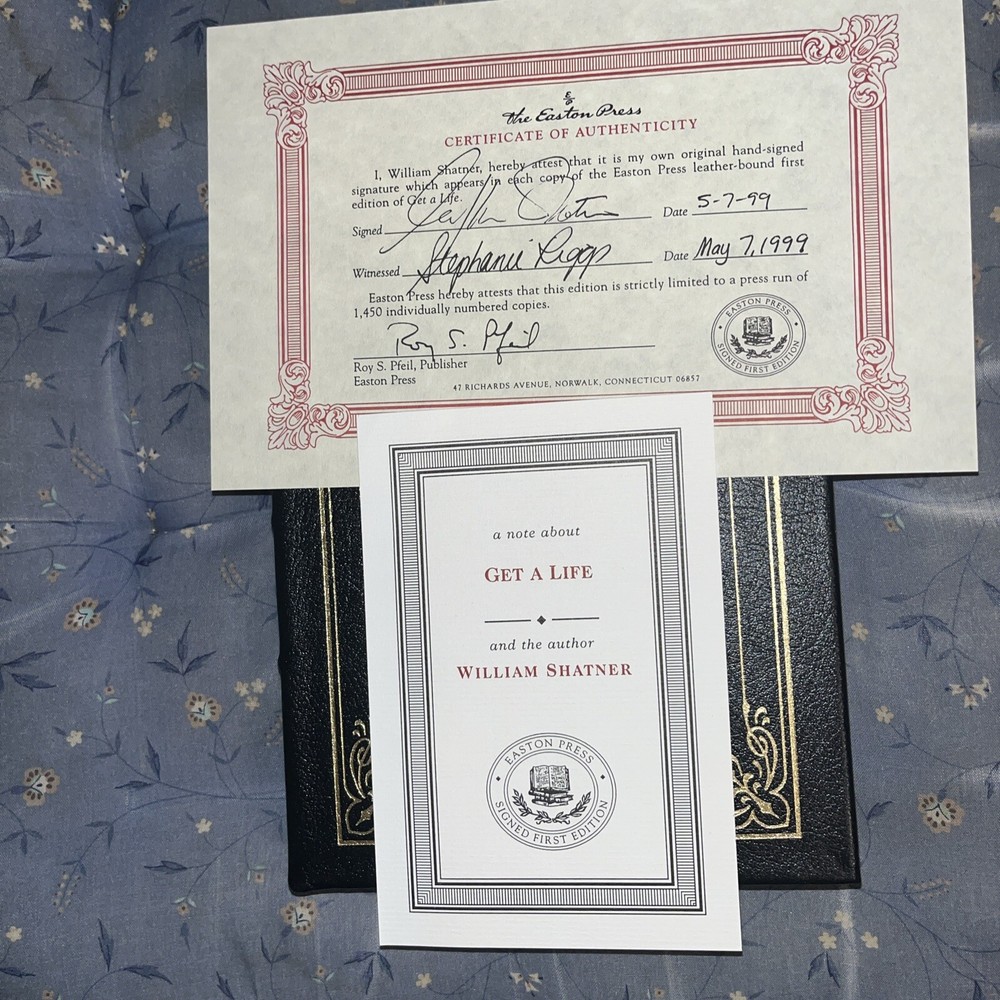 E
P
the Easton Press
CERTIFICATE OF AUTHENTICITY
I, William Shatner, hereby attest that it is my own original hand-signed
signature which appears in each copy of the Easton Press leather-bound first
edition of Get a Life.
Signed William Shatner Date 5-7-99
Witnessed Stephanie Riggs Date May 7, 1999
Easton Press hereby attests that this edition is strictly limited to a press run of
1,450 individually numbered copies.
Roy S. Pfeil
Roy S. Pfeil, Publisher
Easton Press
47 RICHARDS AVENUE, NORWALK, CONNECTICUT 06857
EASTON PRESS
SIGNED FIRST EDITION
a note about
GET A LIFE
and the author
WILLIAM SHATNER
EASTON PRESS
SIGNED FIRST EDITION